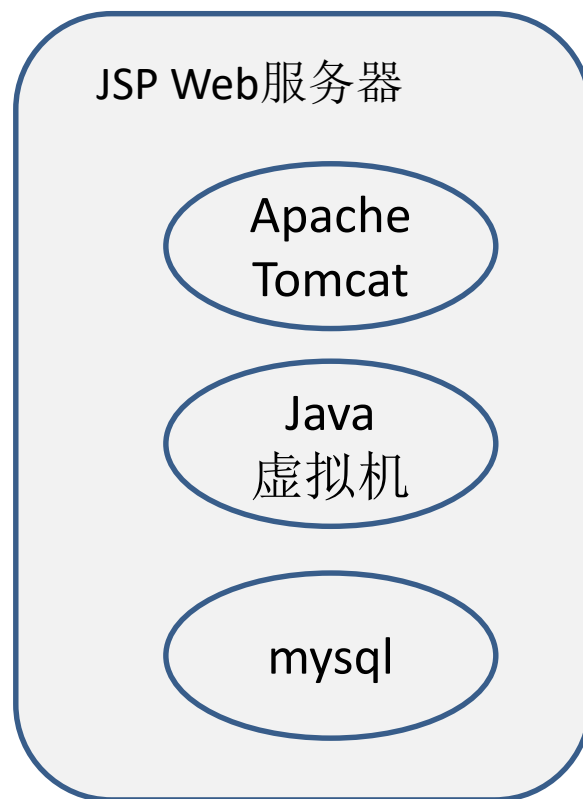 JSP Web服务器
Apache
Tomcat
Java
虚拟机
mysql